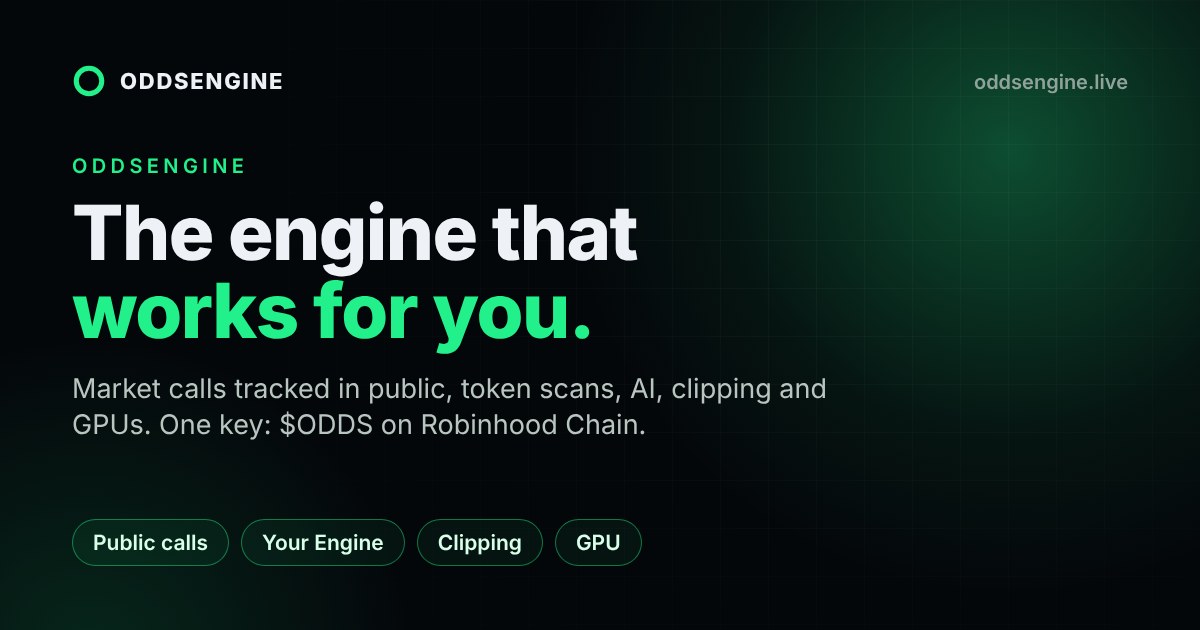 ODDSENGINE
oddsengine.live
ODDSENGINE
The engine that
works for you.
Market calls tracked in public, token scans, AI, clipping and
GPUs. One key: $ODDS on Robinhood Chain.
Public calls
Your Engine
Clipping
GPU